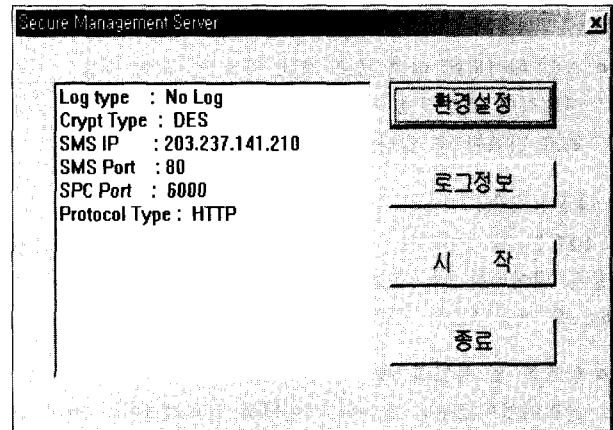 Secure Management Server
Log type : No Log
Crypt Type : DES
SMS IP : 203.237.141.210
SMS Port : 80
SPC Port : 6000
Protocol Type : HTTP
환경설정
로그정보
시 작
종료